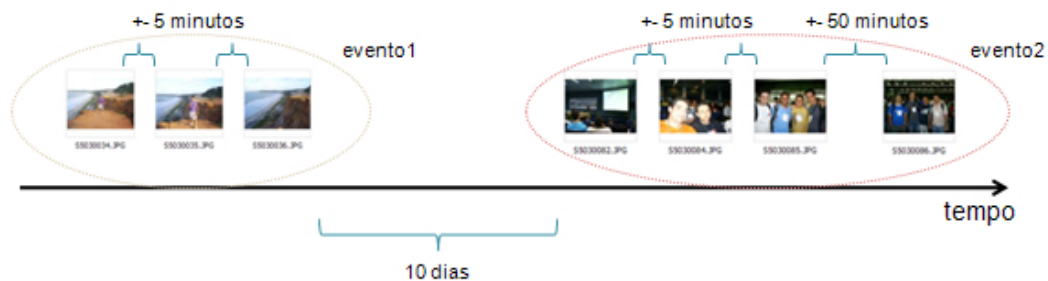 +- 5 minutos
evento1
S5030034.JPG
S5030035.JPG
S5030036.JPG
+- 5 minutos
+- 50 minutos
evento2
S5030082.JPG
S5030084.JPG
S5030085.JPG
S5030086.JPG
tempo
10 dias